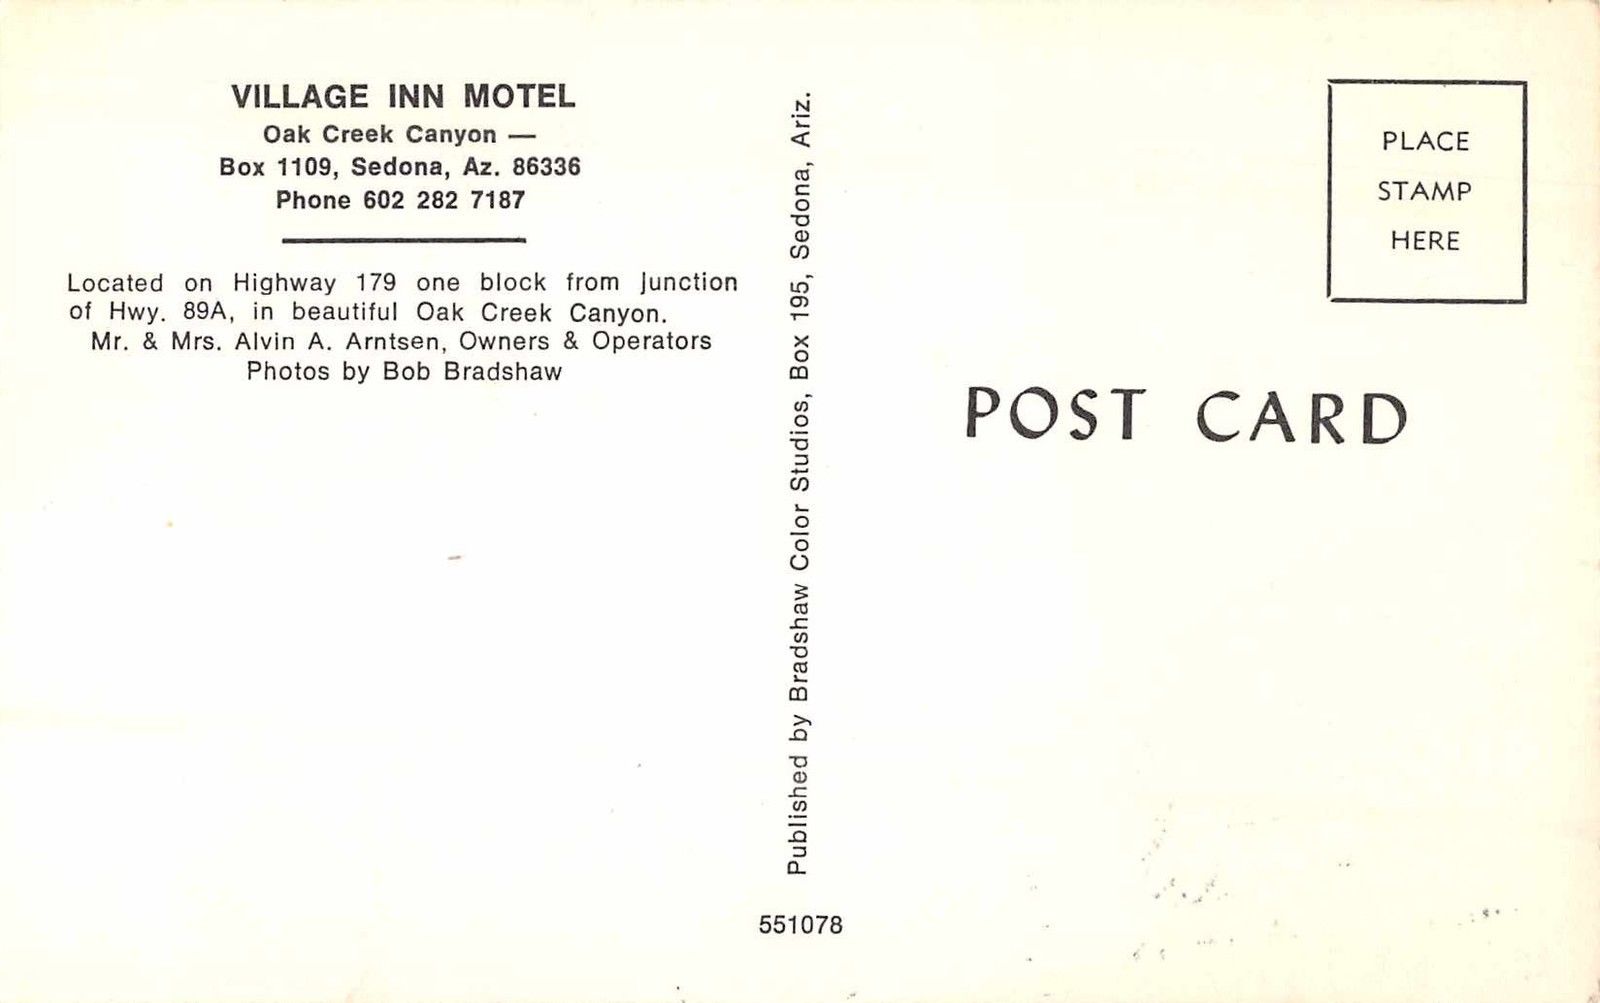 VILLAGE INN MOTEL
Oak Creek Canyon —
Box 1109, Sedona, Az. 86336
Phone 602 282 7187
Located on Highway 179 one block from junction
of Hwy. 89A, in beautiful Oak Creek Canyon.
Mr. & Mrs. Alvin A. Arntsen, Owners & Operators
Photos by Bob Bradshaw
Published by Bradshaw Color Studios, Box 195, Sedona, Ariz.
551078
PLACE
STAMP
HERE
POST CARD